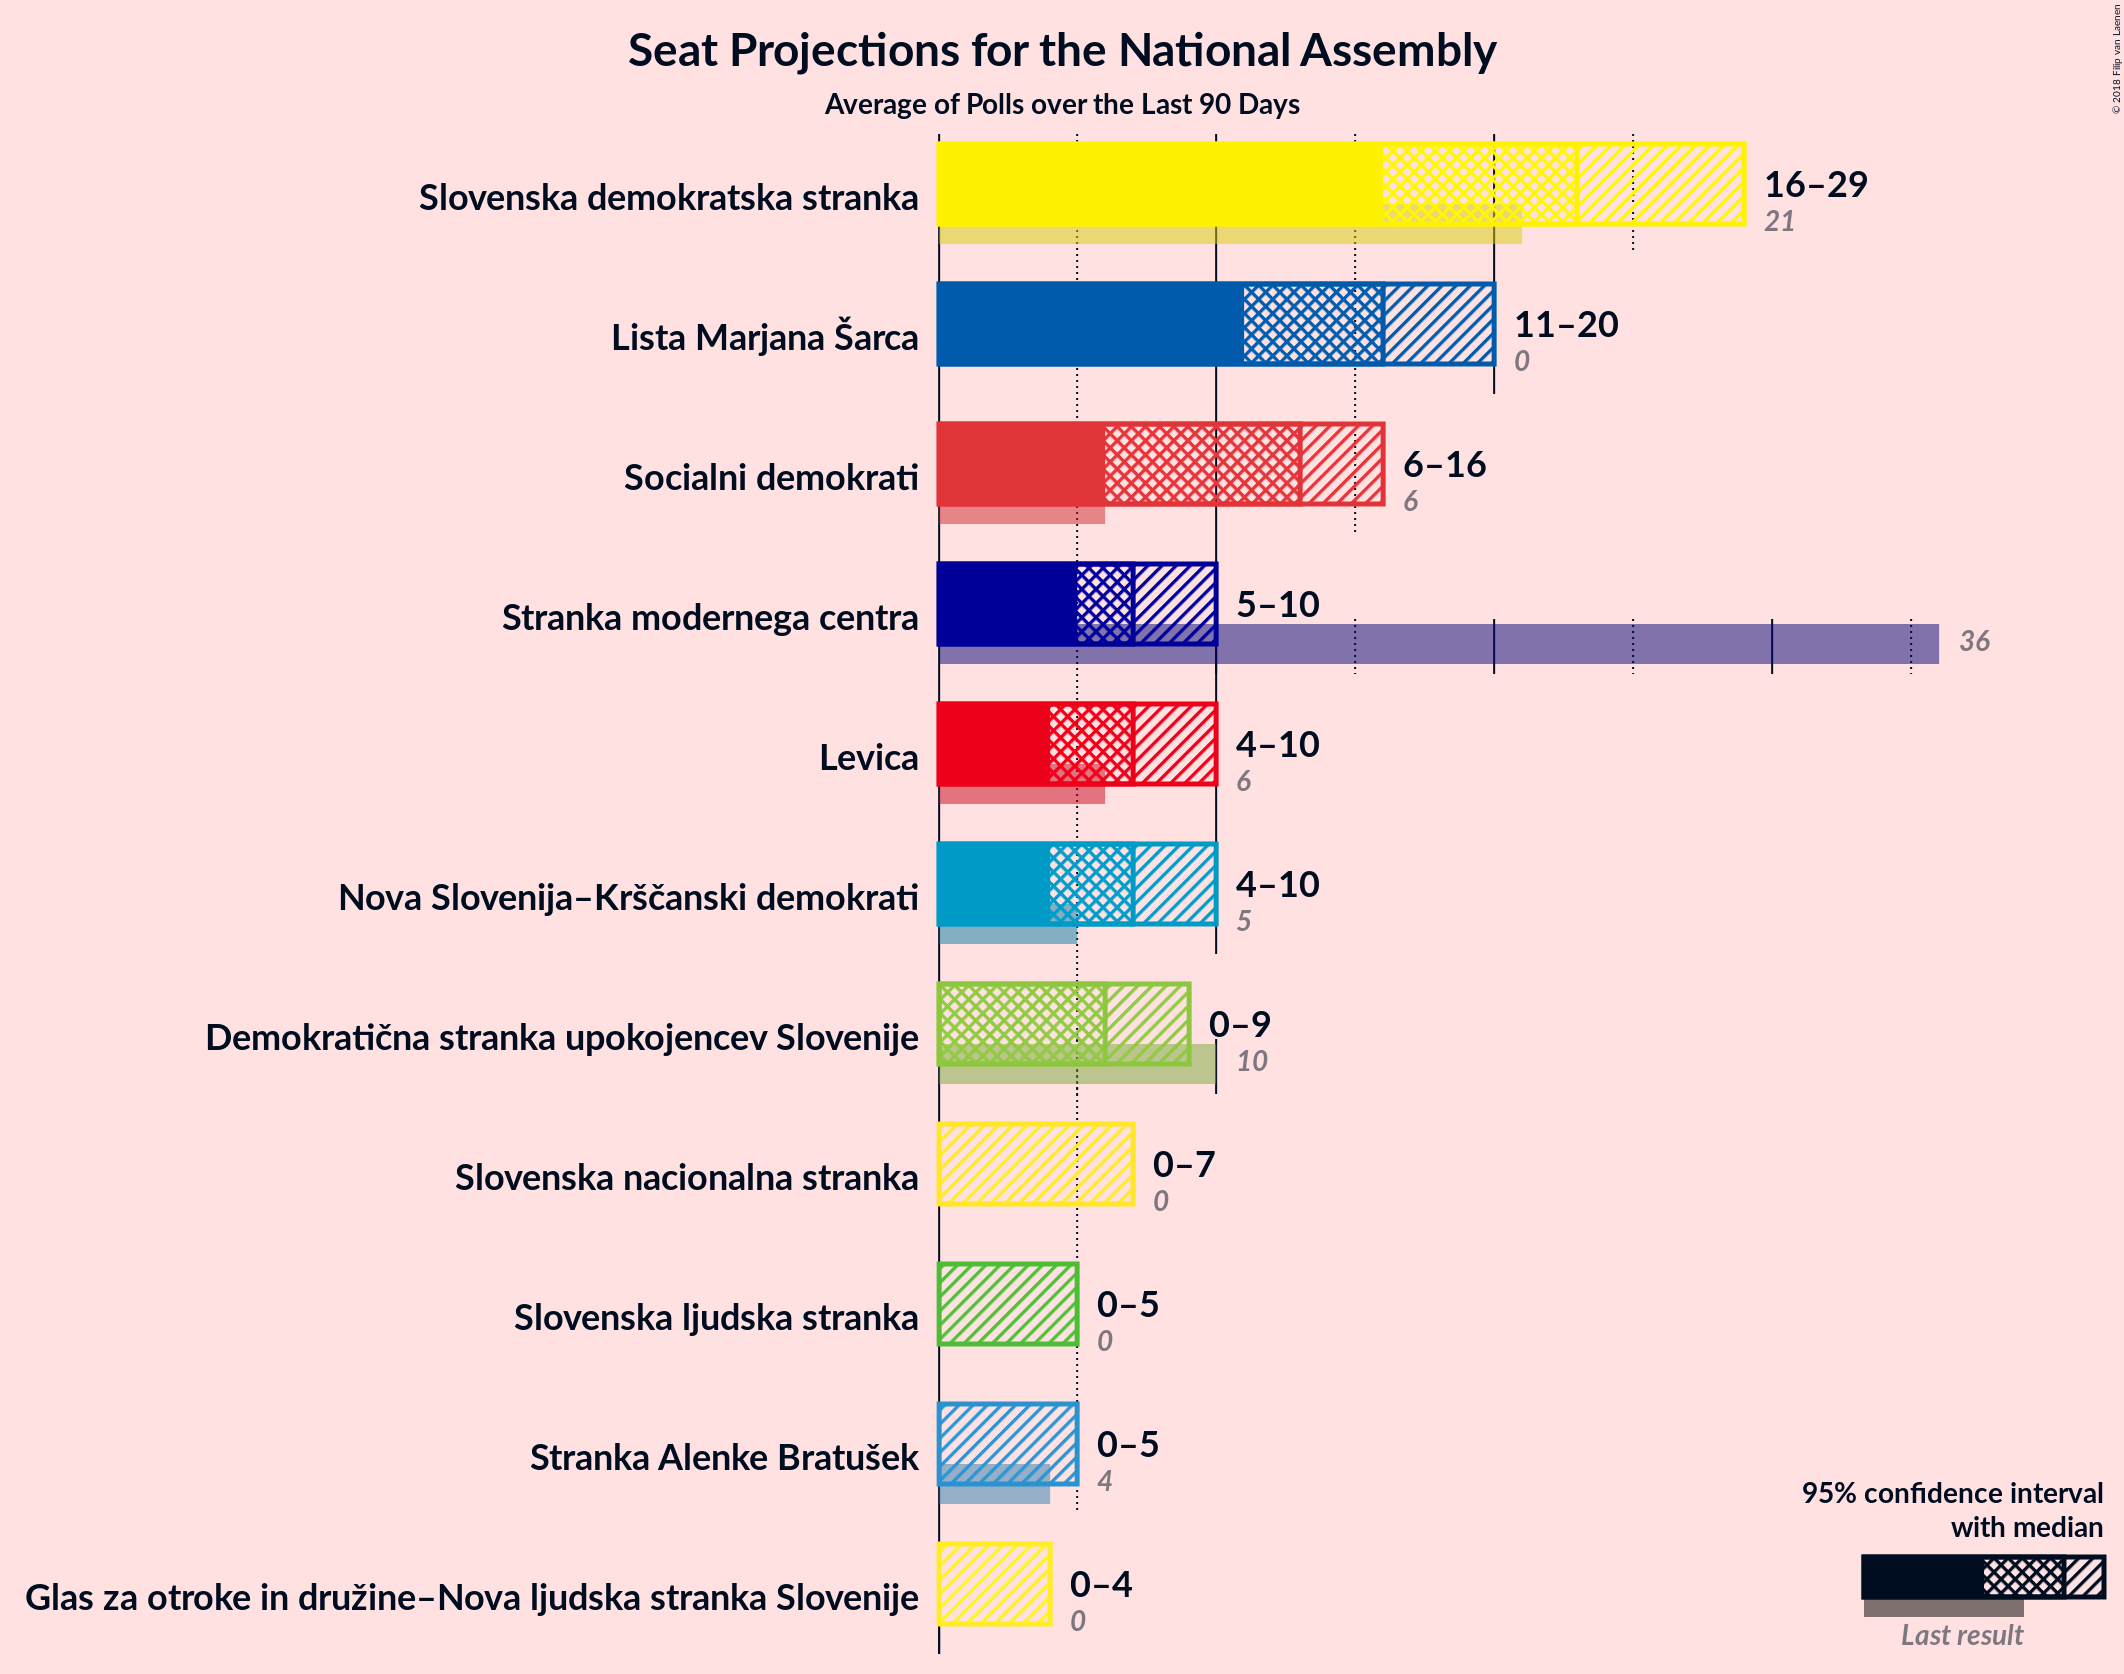 Seat Projections for the National Assembly
Average of Polls over the Last 90 Days
© 2018 Filip van Laenen
Slovenska demokratska stranka
16–29
21
Lista Marjana Šarca
11–20
0
Socialni demokrati
6–16
6
Stranka modernega centra
5–10
36
Levica
4–10
6
Nova Slovenija–Krščanski demokrati
4–10
5
Demokratična stranka upokojencev Slovenije
0–9
10
Slovenska nacionalna stranka
0–7
0
Slovenska ljudska stranka
0–5
0
Stranka Alenke Bratušek
0–5
4
Glas za otroke in družine–Nova ljudska stranka Slovenije
0–4
0
95% confidence interval
with median
Last result